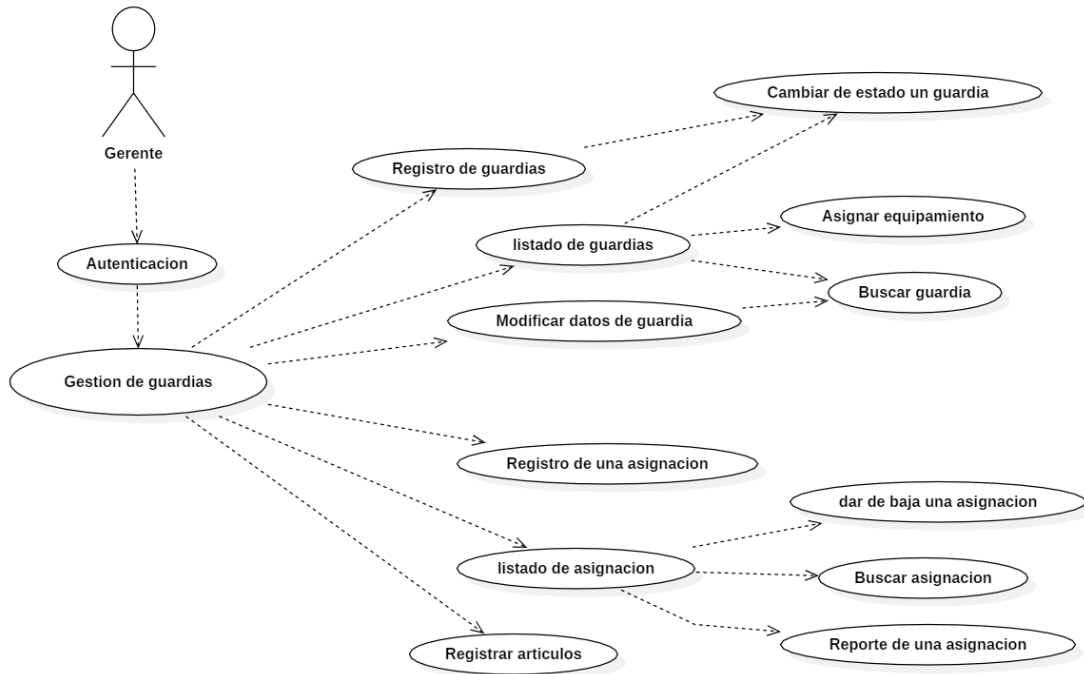 Gerente
Autenticacion
Gestion de guardias
Registro de guardias
Cambiar de estado un guardia
listado de guardias
Asignar equipamiento
Buscar guardia
Modificar datos de guardia
Registro de una asignacion
listado de asignacion
dar de baja una asignacion
Buscar asignacion
Reporte de una asignacion
Registrar articulos